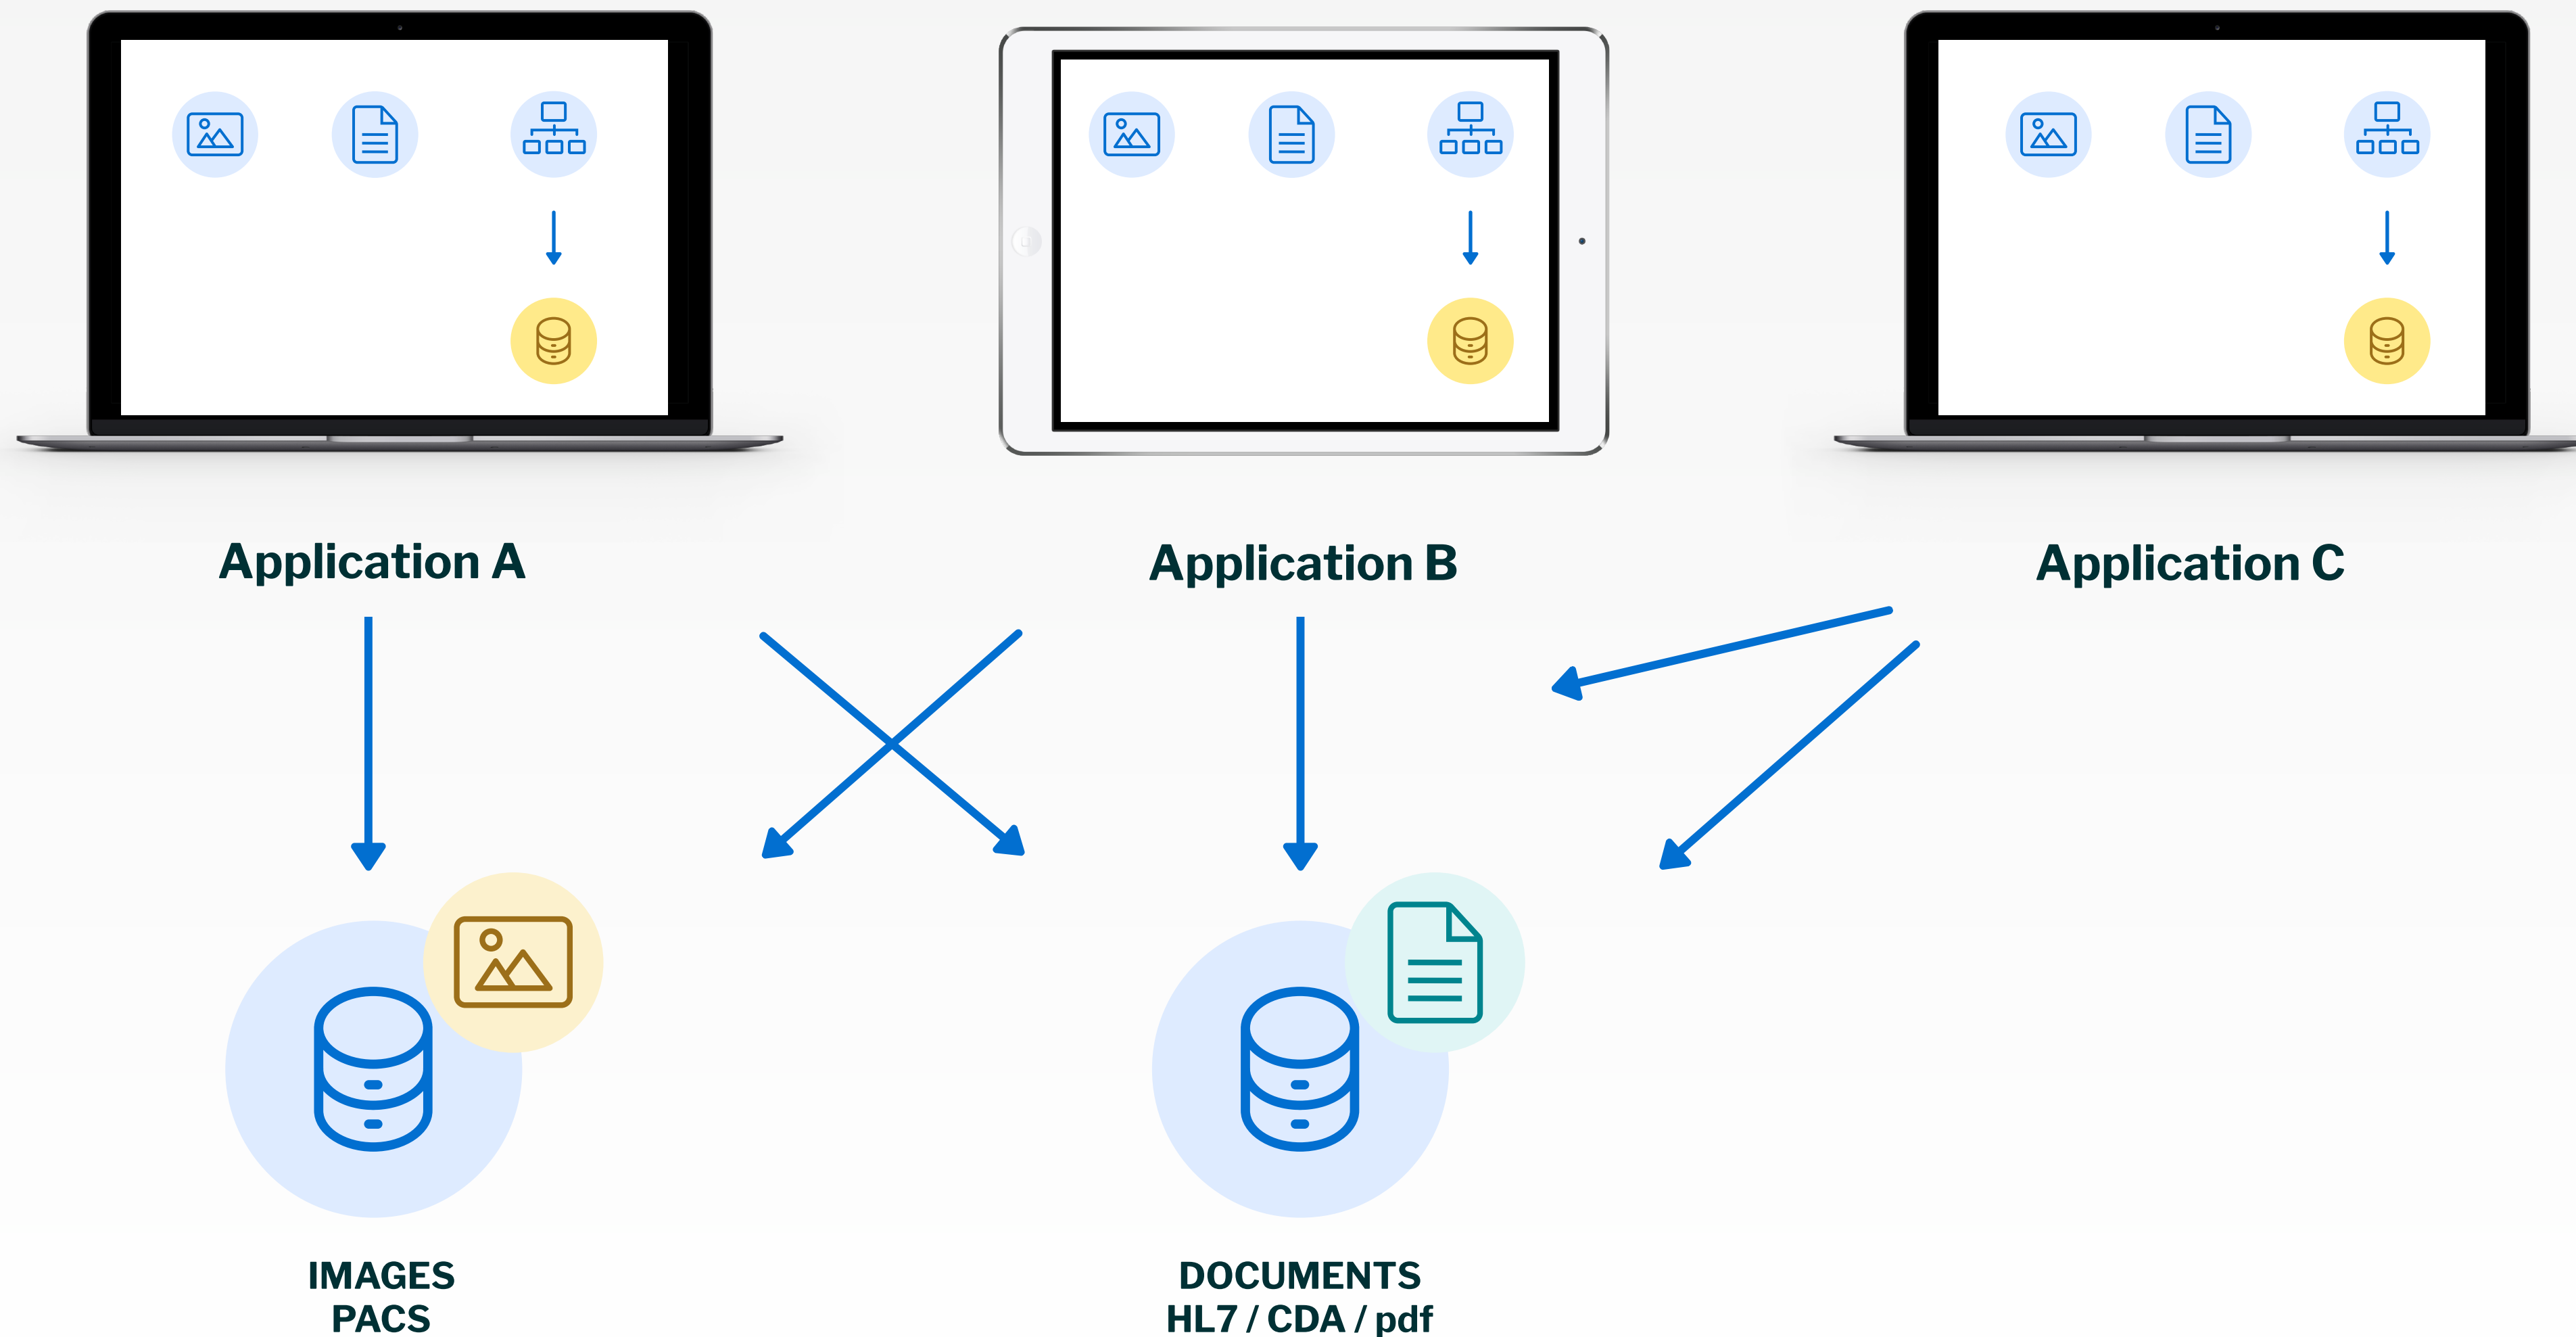 Application A
Application B
Application C
IMAGES
PACS
DOCUMENTS
HL7 / CDA / pdf